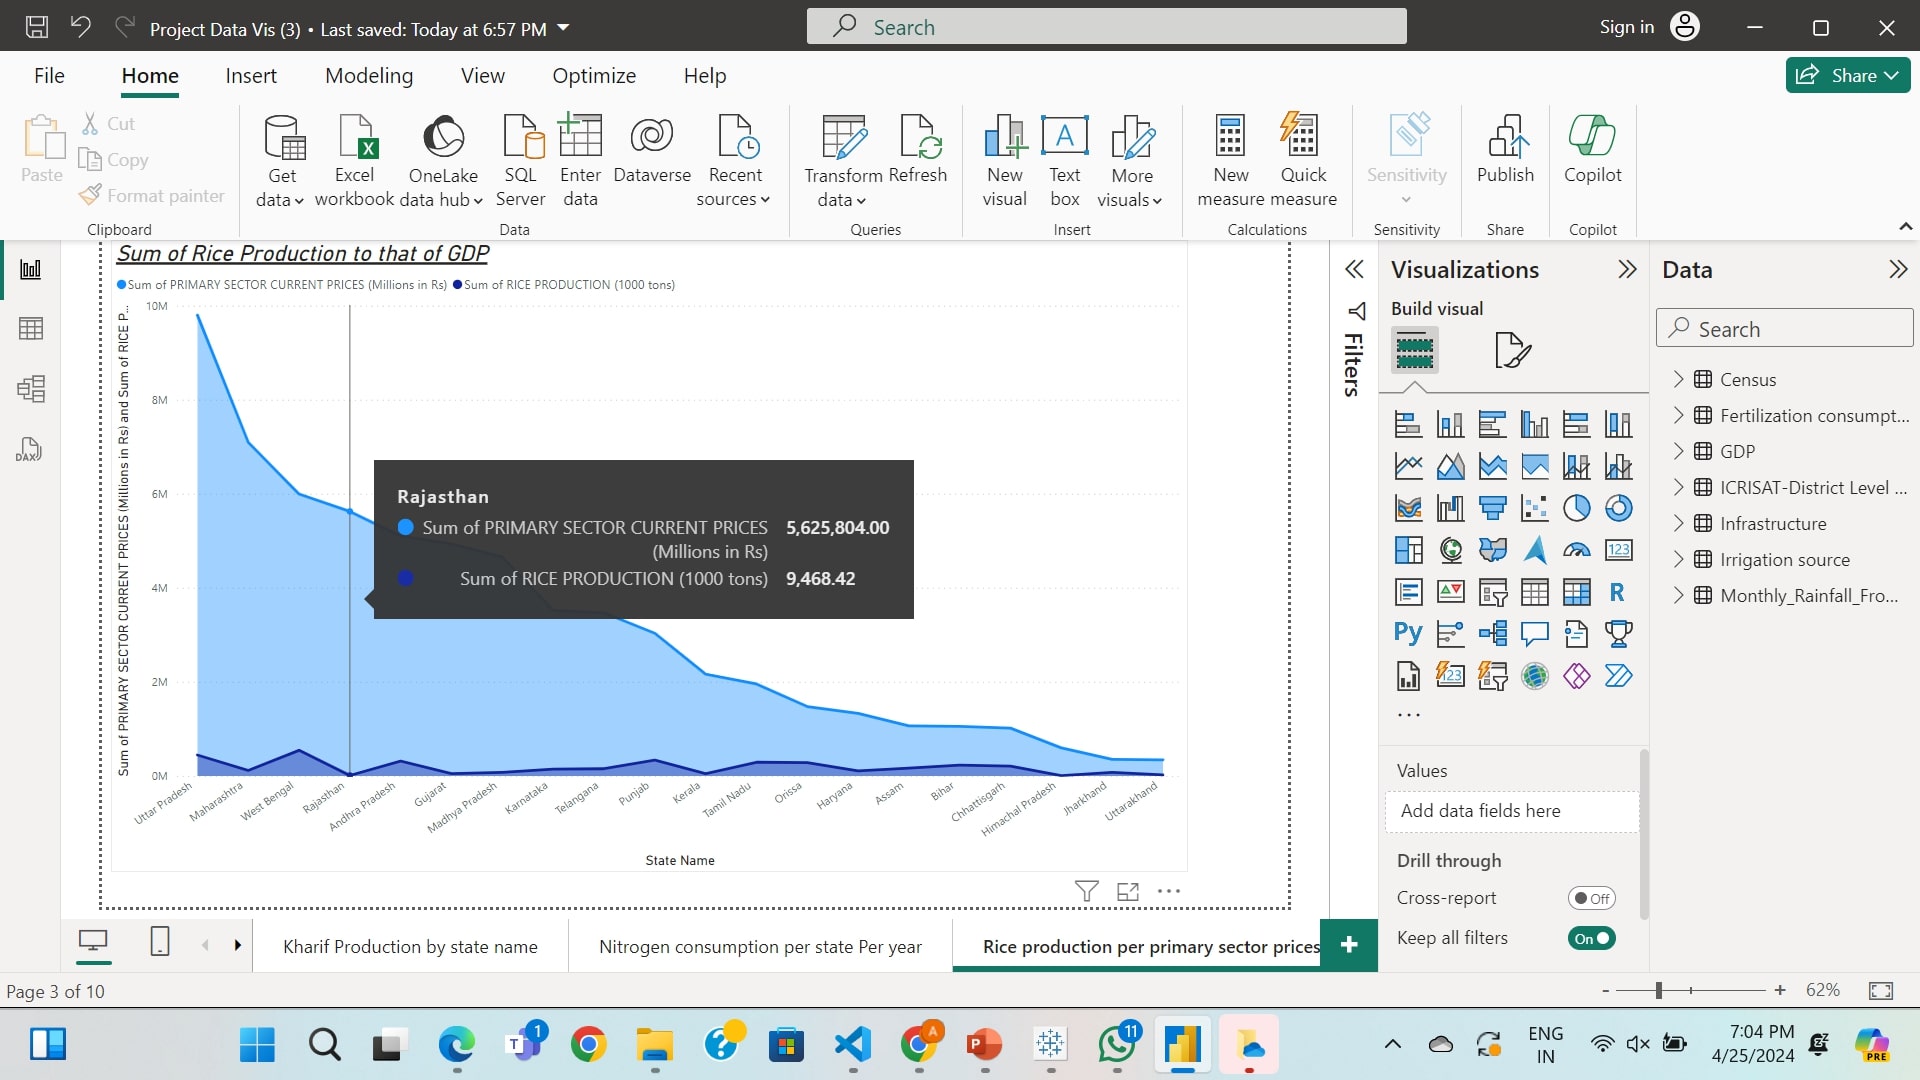 Project Data Vis (3) • Last saved: Today at 6:57 PM
Search
Sign in
File
Home
Insert
Modeling
View
Optimize
Help
Share
Paste
Cut
Copy
Format painter
Clipboard
Get data
Excel workbook
OneLake data hub
SQL Server
Enter data
Dataverse
Recent sources
Data
Transform data
Refresh
Queries
New visual
Text box
More visuals
Insert
New measure
Quick measure
Calculations
Sensitivity
Sensitivity
Publish
Share
Copilot
Copilot
DAX
Sum of Rice Production to that of GDP
Sum of PRIMARY SECTOR CURRENT PRICES (Millions in Rs)
Sum of RICE PRODUCTION (1000 tons)
Sum of PRIMARY SECTOR CURRENT PRICES (Millions in Rs) and Sum of RICE P...
10M
8M
6M
4M
2M
0M
Rajasthan
Sum of PRIMARY SECTOR CURRENT PRICES 5,625,804.00
(Millions in Rs)
Sum of RICE PRODUCTION (1000 tons) 9,468.42
Uttar Pradesh
Maharashtra
West Bengal
Rajasthan
Andhra Pradesh
Gujarat
Madhya Pradesh
Karnataka
Telangana
Punjab
Kerala
Tamil Nadu
Orissa
Haryana
Assam
Bihar
Chhattisgarh
Himachal Pradesh
Jharkhand
Uttarakhand
State Name
Filters
Visualizations
Build visual
123
R
Py
123
...
Values
Add data fields here
Drill through
Cross-report
Off
Keep all filters
On
Data
Search
Census
Fertilization consumpt...
GDP
ICRISAT-District Level ...
Infrastructure
Irrigation source
Monthly_Rainfall_Fro...
Kharif Production by state name
Nitrogen consumption per state Per year
Rice production per primary sector prices
Page 3 of 10
62%
1
A
11
ENG
IN
7:04 PM
4/25/2024
PRE